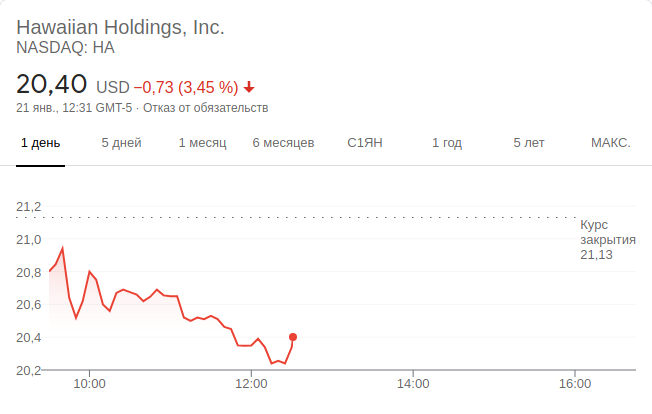 Hawaiian Holdings, Inc.
NASDAQ: HA
20,40 USD −0,73 (3,45 %)
21 янв., 12:31 GMT-5 · Отказ от обязательств
1 день 5 дней 1 месяц 6 месяцев С1ЯН 1 год 5 лет МАКС.
21,2
Курс
21,0 закрытия
21,13
20,8
20,6
20,4
20,2
10:00 12:00 14:00 16:00